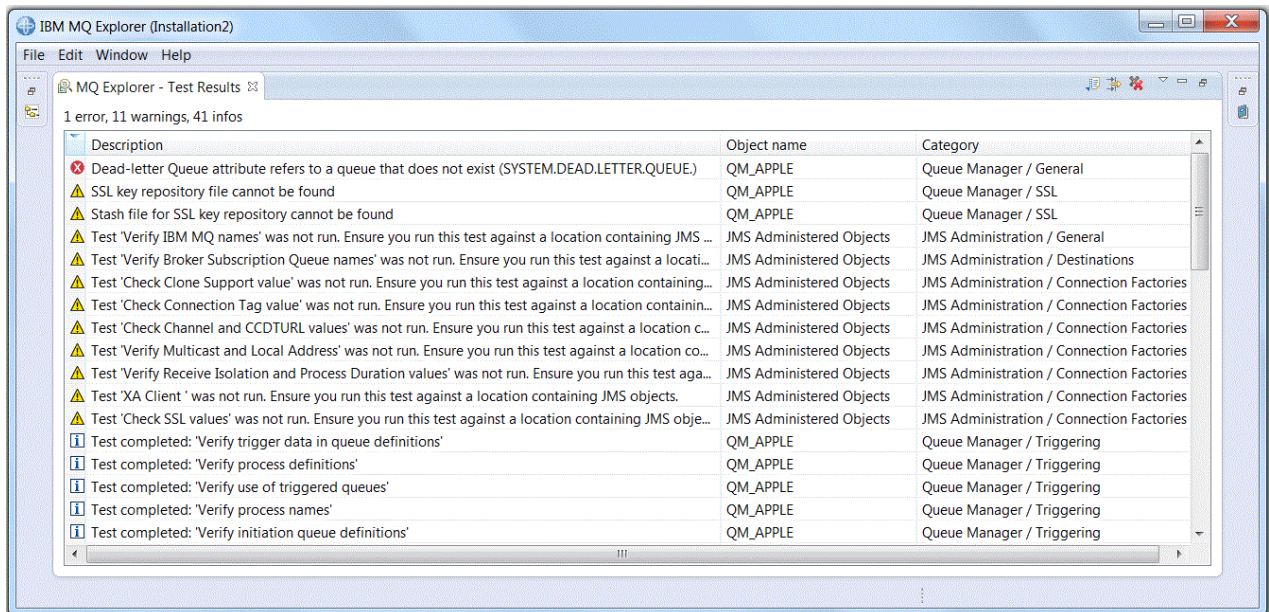 IBM MQ Explorer (Installation2)
File Edit Window Help
MQ Explorer - Test Results
1 error, 11 warnings, 41 infos
Description Object name Category
Dead-letter Queue attribute refers to a queue that does not exist (SYSTEM.DEAD.LETTER.QUEUE.) QM_APPLE Queue Manager / General
SSL key repository file cannot be found QM_APPLE Queue Manager / SSL
Stash file for SSL key repository cannot be found QM_APPLE Queue Manager / SSL
Test 'Verify IBM MQ names' was not run. Ensure you run this test against a location containing JMS ... JMS Administered Objects JMS Administration / General
Test 'Verify Broker Subscription Queue names' was not run. Ensure you run this test against a locati... JMS Administered Objects JMS Administration / Destinations
Test 'Check Clone Support value' was not run. Ensure you run this test against a location containing... JMS Administered Objects JMS Administration / Connection Factories
Test 'Check Connection Tag value' was not run. Ensure you run this test against a location containin... JMS Administered Objects JMS Administration / Connection Factories
Test 'Check Channel and CCDTURL values' was not run. Ensure you run this test against a location c... JMS Administered Objects JMS Administration / Connection Factories
Test 'Verify Multicast and Local Address' was not run. Ensure you run this test against a location co... JMS Administered Objects JMS Administration / Connection Factories
Test 'Verify Receive Isolation and Process Duration values' was not run. Ensure you run this test aga... JMS Administered Objects JMS Administration / Connection Factories
Test 'XA Client ' was not run. Ensure you run this test against a location containing JMS objects. JMS Administered Objects JMS Administration / Connection Factories
Test 'Check SSL values' was not run. Ensure you run this test against a location containing JMS obje... JMS Administered Objects JMS Administration / Connection Factories
Test completed: 'Verify trigger data in queue definitions' QM_APPLE Queue Manager / Triggering
Test completed: 'Verify process definitions' QM_APPLE Queue Manager / Triggering
Test completed: 'Verify use of triggered queues' QM_APPLE Queue Manager / Triggering
Test completed: 'Verify process names' QM_APPLE Queue Manager / Triggering
Test completed: 'Verify initiation queue definitions' QM_APPLE Queue Manager / Triggering